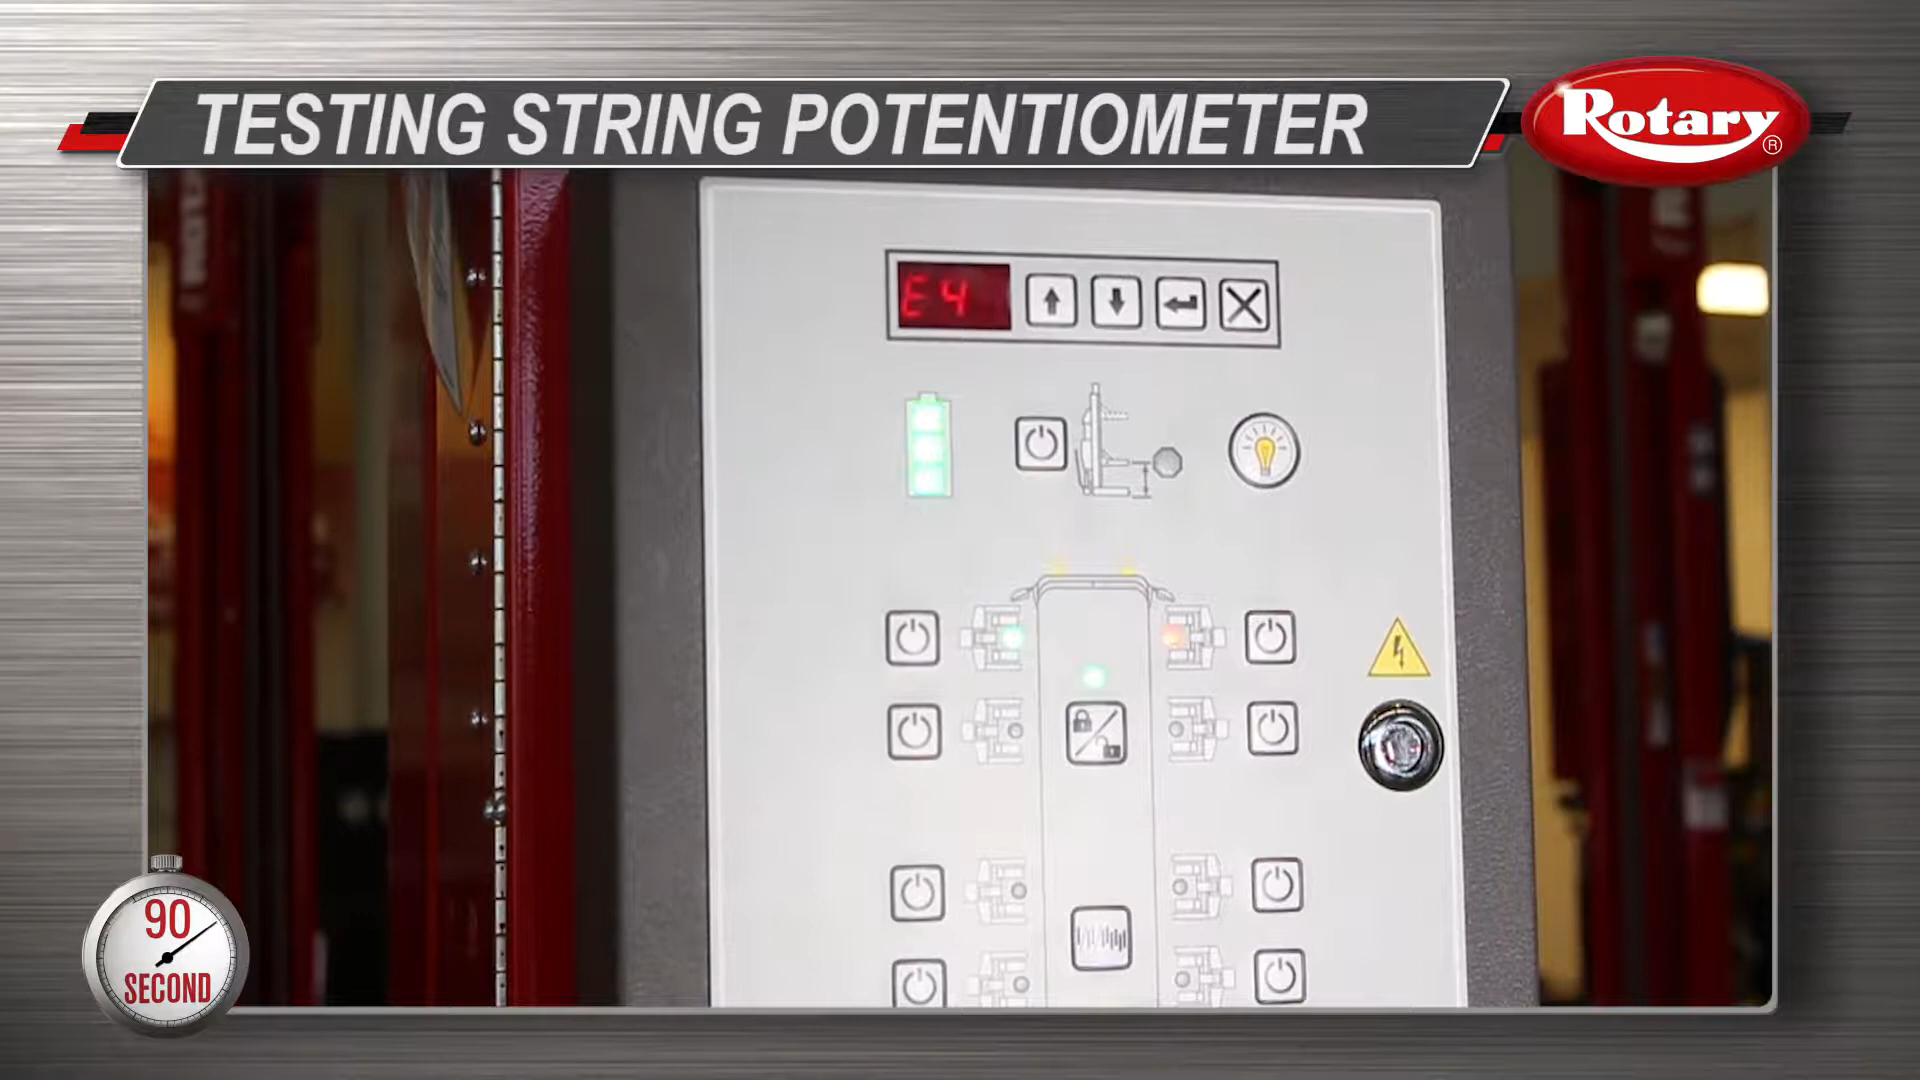 TESTING STRING POTENTIOMETER
Rotary®
E4
90
SECOND